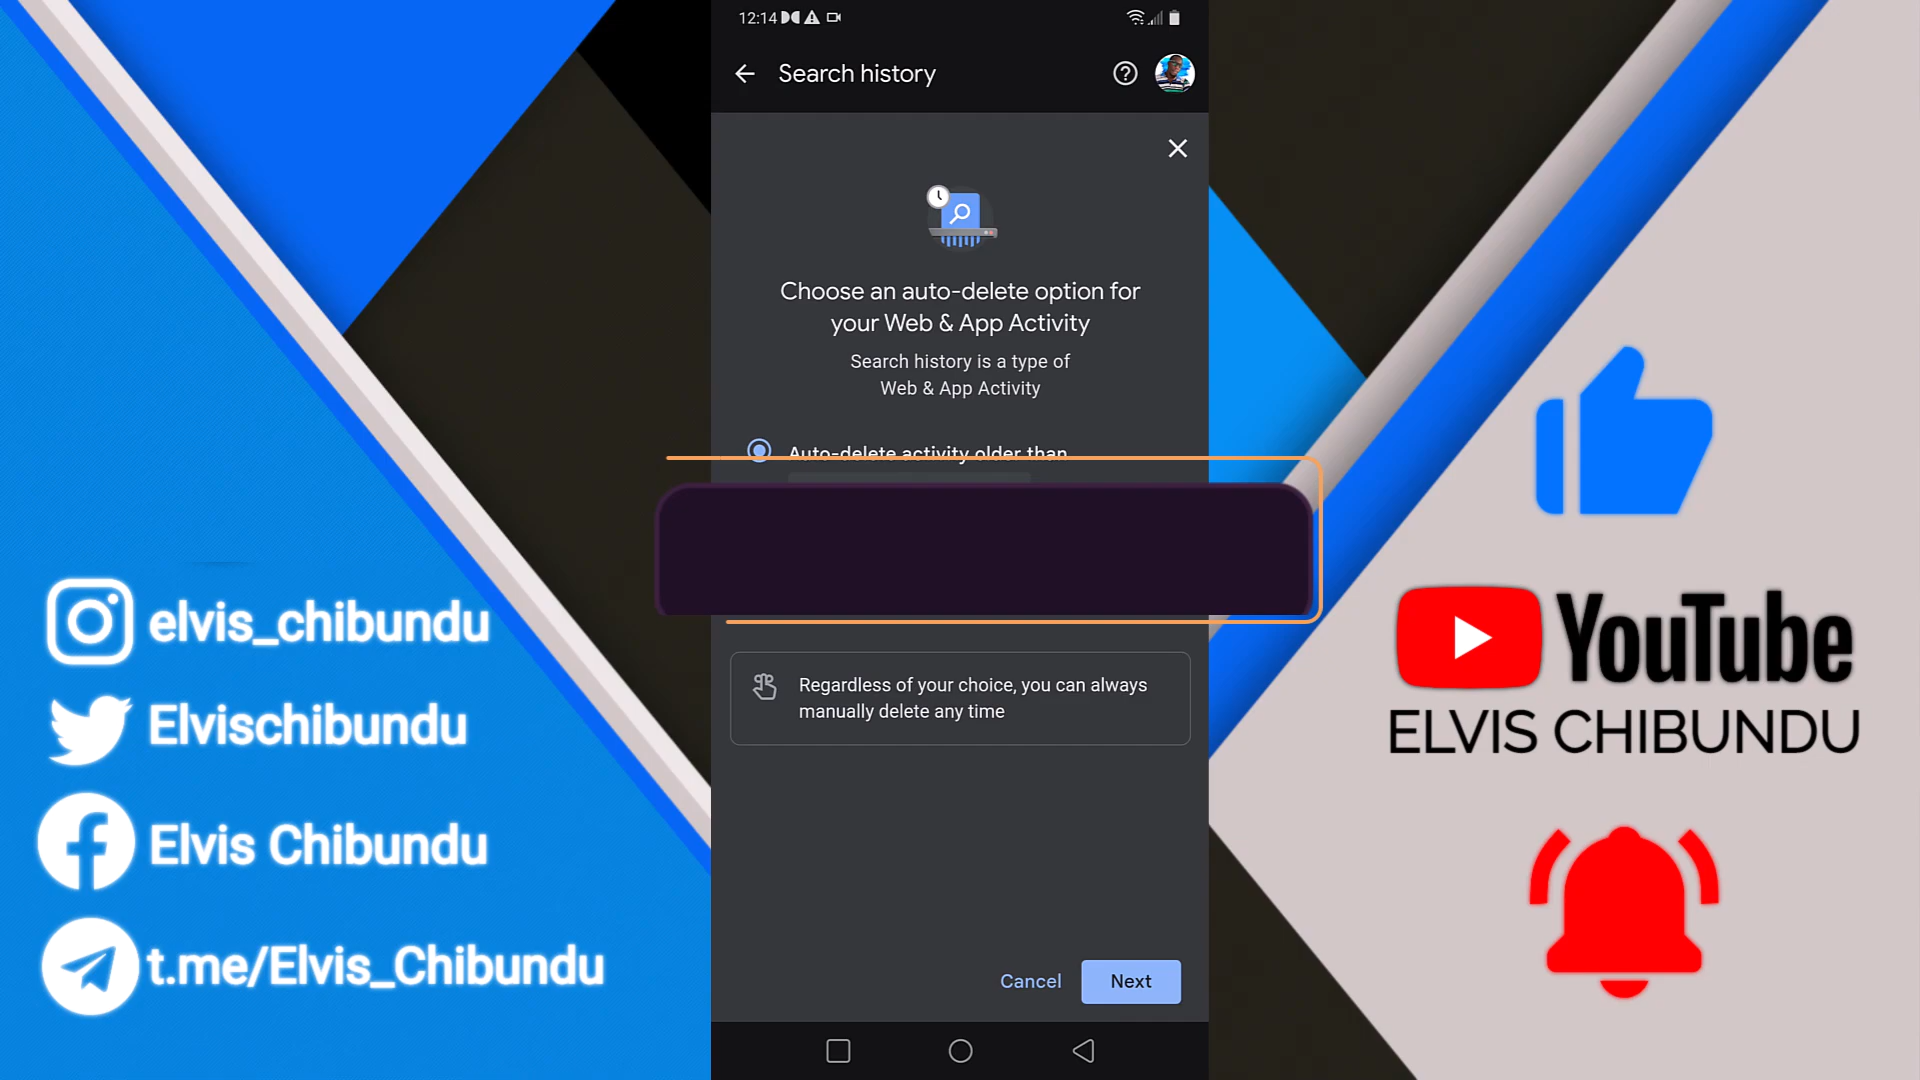 12:14
Search history
Choose an auto-delete option for
your Web & App Activity
Search history is a type of
Web & App Activity
Auto-delete activity older than
Regardless of your choice, you can always
manually delete any time
Cancel
Next
elvis_chibundu
Elvischibundu
Elvis Chibundu
t.me/Elvis_Chibundu
YouTube
ELVIS CHIBUNDU